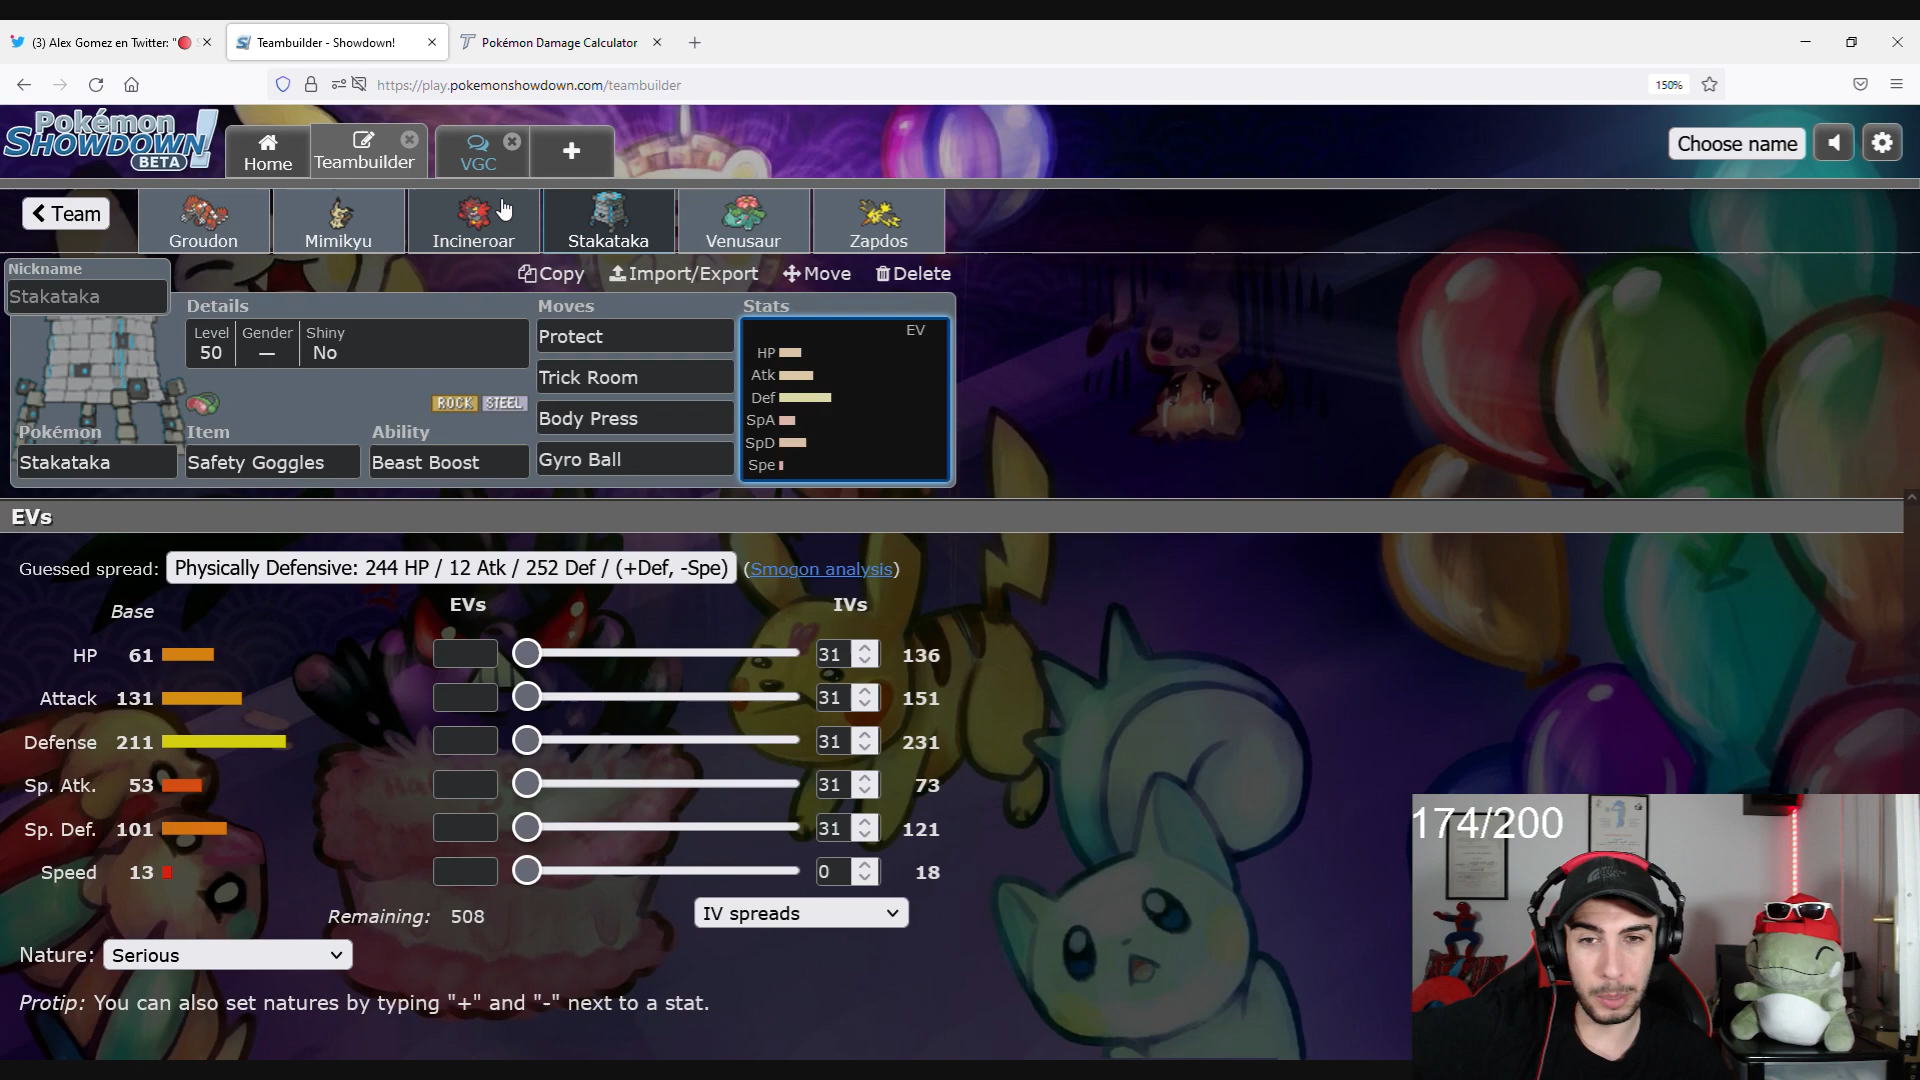 (3) Alex Gomez en Twitter: "🔴
Teambuilder - Showdown!
Pokémon Damage Calculator
https://play.pokemonshowdown.com/teambuilder
150%
Pokémon
SHOWDOWN!
BETA
Home
Teambuilder
VGC
Choose name
Team
Groudon
Mimikyu
Incineroar
Stakataka
Venusaur
Zapdos
Copy
Import/Export
Move
Delete
Nickname
Stakataka
Details
Level
50
Gender
—
Shiny
No
ROCK STEEL
Pokémon
Stakataka
Item
Safety Goggles
Ability
Beast Boost
Moves
Protect
Trick Room
Body Press
Gyro Ball
Stats
EV
HP
Atk
Def
SpA
SpD
Spe
EVs
Guessed spread: Physically Defensive: 244 HP / 12 Atk / 252 Def / (+Def, -Spe) (Smogon analysis)
Base EVs IVs
HP 61 31 136
Attack 131 31 151
Defense 211 31 231
Sp. Atk. 53 31 73
Sp. Def. 101 31 121
Speed 13 0 18
Remaining: 508
IV spreads
Nature: Serious
Protip: You can also set natures by typing "+" and "-" next to a stat.
174/200